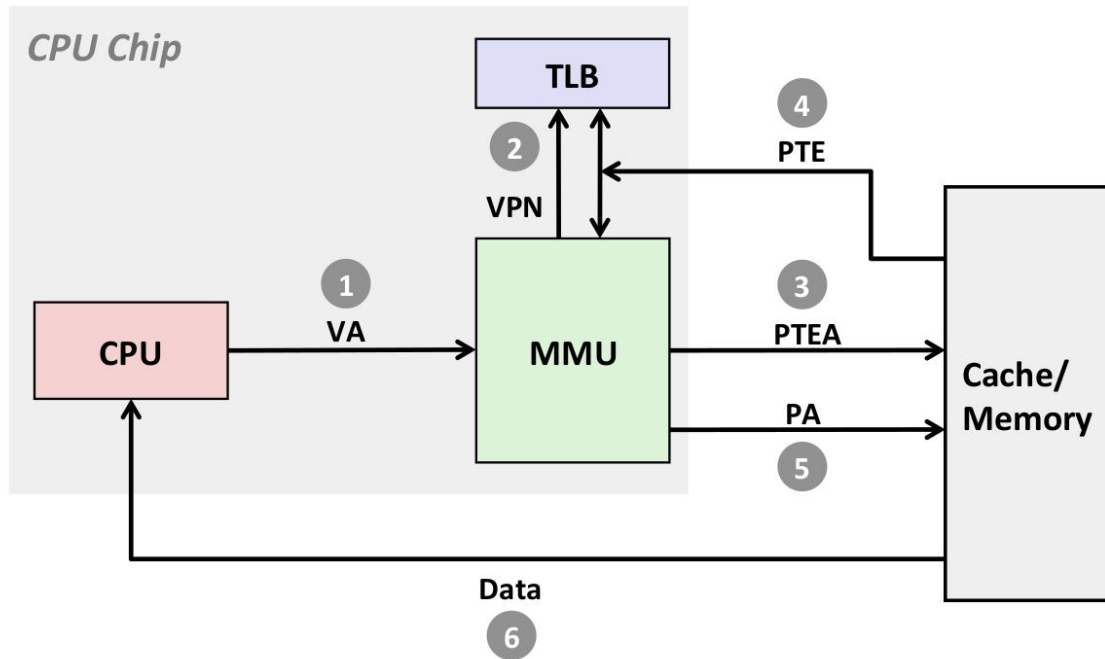 CPU Chip
TLB
4
PTE
2
VPN
1
VA
3
PTEA
CPU
MMU
Cache/
Memory
PA
5
Data
6